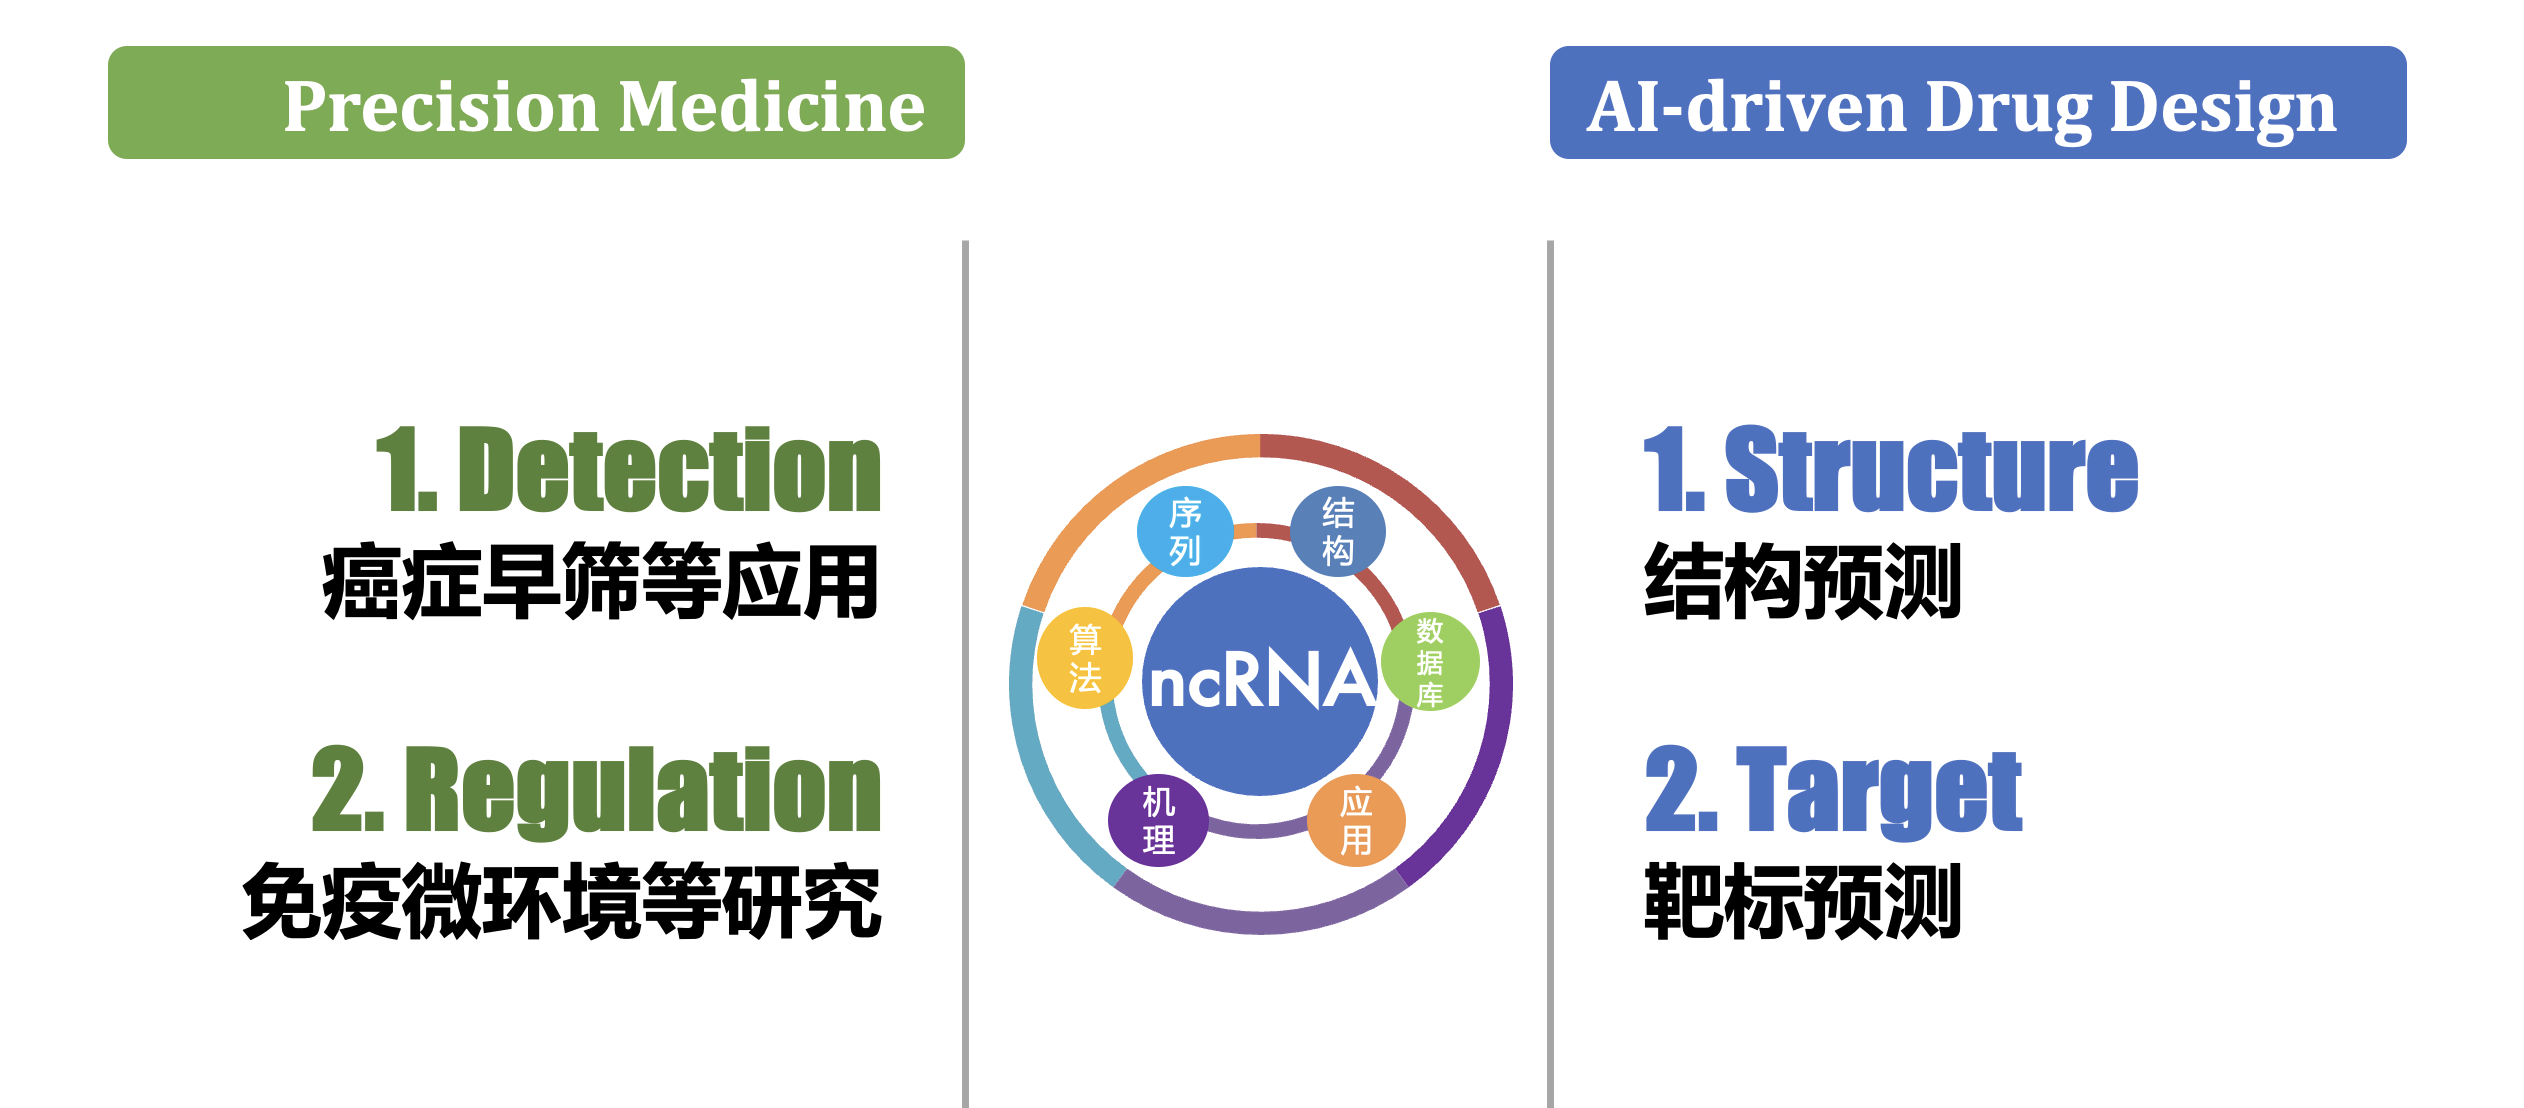 Precision Medicine
AI-driven Drug Design
1. Detection
癌症早筛等应用
2. Regulation
免疫微环境等研究
序
列
结
构
算
法
ncRNA
数
据
库
机
理
应
用
1. Structure
结构预测
2. Target
靶标预测